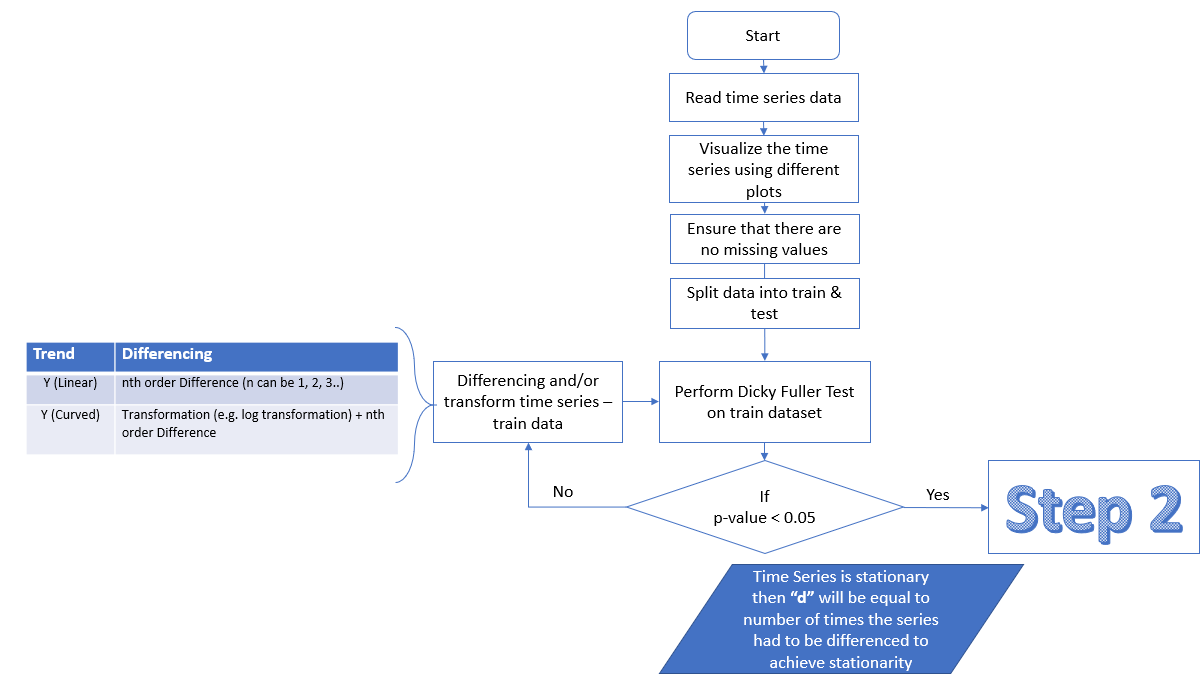 Start
Read time series data
Visualize the time
series using different
plots
Ensure that there are
no missing values
Split data into train &
test
Trend Differencing
Y (Linear) nth order Difference (n can be 1, 2, 3..)
Y (Curved) Transformation (e.g. log transformation) + nth
order Difference
Differencing and/or
transform time series –
train data
Perform Dicky Fuller Test
on train dataset
No
If
p-value < 0.05
Yes
Step 2
Time Series is stationary
then “d” will be equal to
number of times the series
had to be differenced to
achieve stationarity